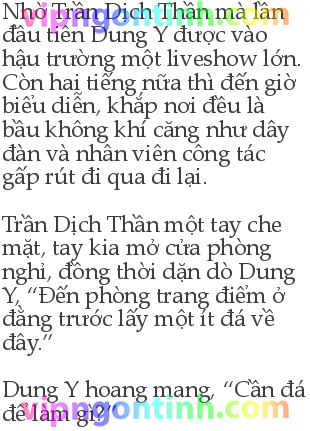 Nhờ Trần Dịch Thần mà lần
đầu tiên Dung Y được vào
hậu trường một liveshow lớn.
Còn hai tiếng nữa thì đến giờ
biểu diễn, khắp nơi đều là
bầu không khí căng như dây
đàn và nhân viên công tác
gấp rút đi qua đi lại.

Trần Dịch Thần một tay che
mặt, tay kia mở cửa phòng
nghỉ, đồng thời dặn dò Dung
Y, “Đến phòng trang điểm ở
đằng trước lấy một ít đá về
đây.”

Dung Y hoang mang, “Cần đá
để làm gì?”
vipngontinh.com
vipngontinh.com